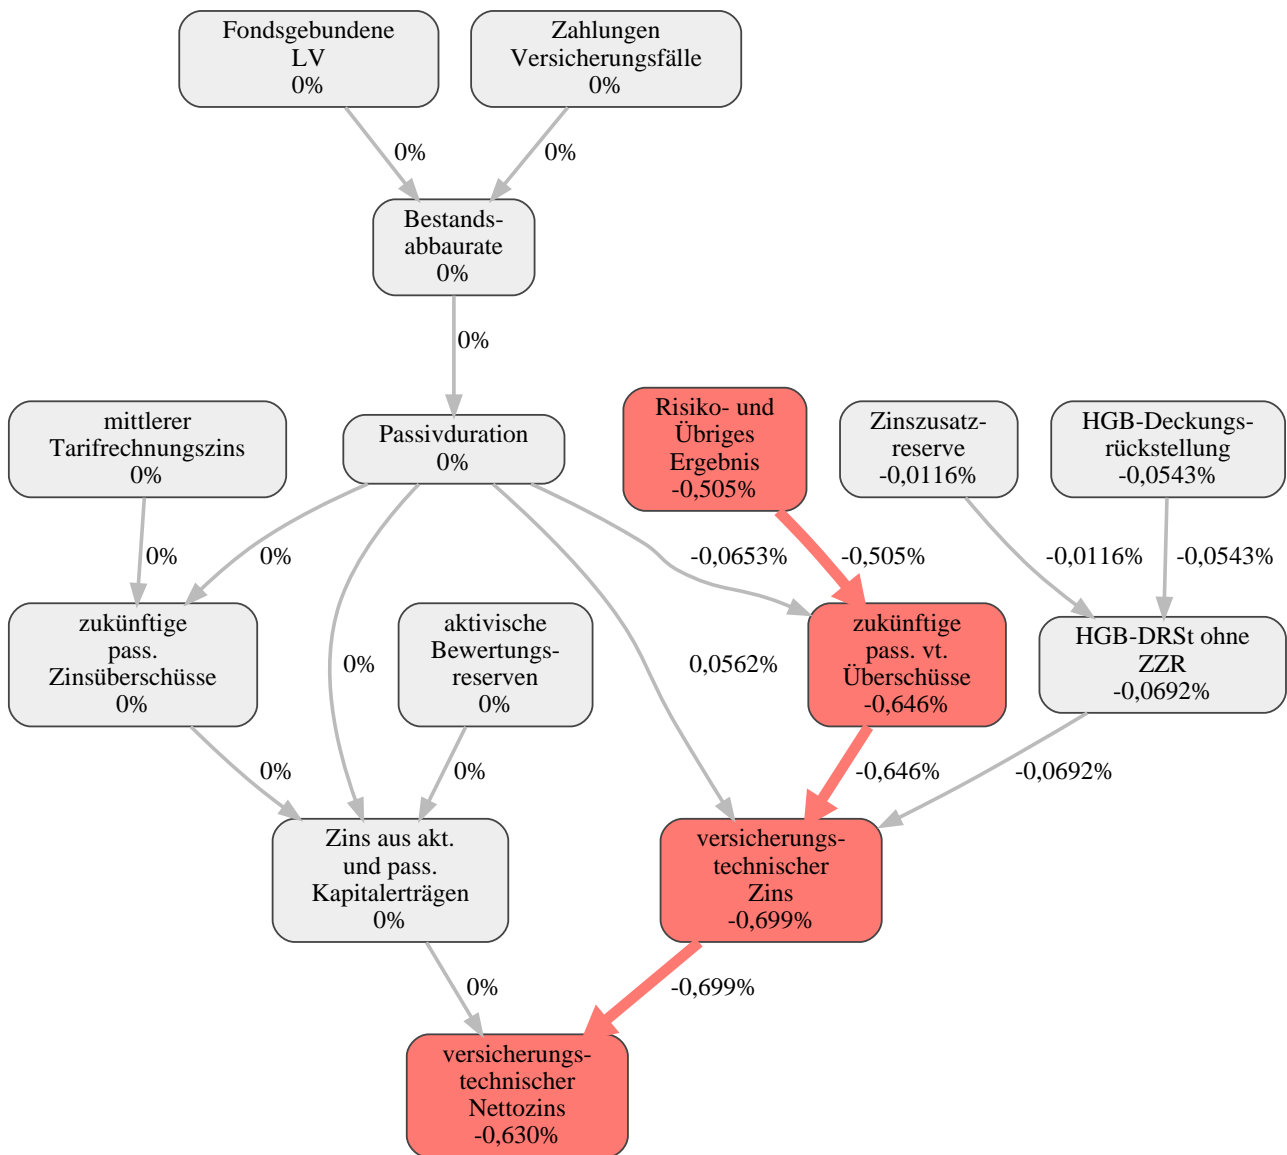 Fondsgebundene
LV
0%
Zahlungen
Versicherungsfälle
0%
0%
0%
Bestands-
abbaurate
0%
0%
mittlerer
Tarifrechnungszins
0%
Passivduration
0%
Risiko- und
Übriges
Ergebnis
-0,505%
Zinszusatz-
reserve
-0,0116%
HGB-Deckungs-
rückstellung
-0,0543%
0%
0%
-0,0653%
-0,505%
-0,0116%
-0,0543%
zukünftige
pass.
Zinsüberschüsse
0%
0%
aktivische
Bewertungs-
reserven
0%
0,0562%
zukünftige
pass. vt.
Überschüsse
-0,646%
HGB-DRSt ohne
ZZR
-0,0692%
0%
0%
-0,646%
-0,0692%
Zins aus akt.
und pass.
Kapitalerträgen
0%
versicherungs-
technischer
Zins
-0,699%
0%
-0,699%
versicherungs-
technischer
Nettozins
-0,630%